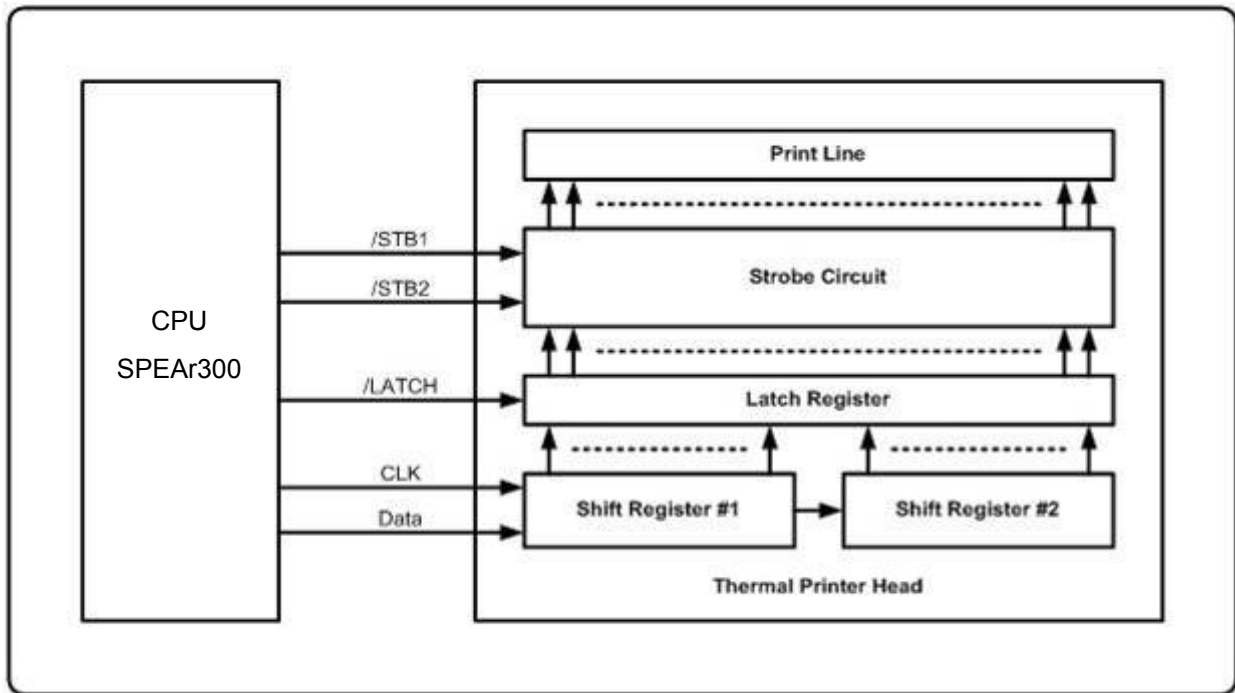 CPU
SPEAr300
/STB1
/STB2
/LATCH
CLK
Data
Print Line
Strobe Circuit
Latch Register
Shift Register #1
Shift Register #2
Thermal Printer Head